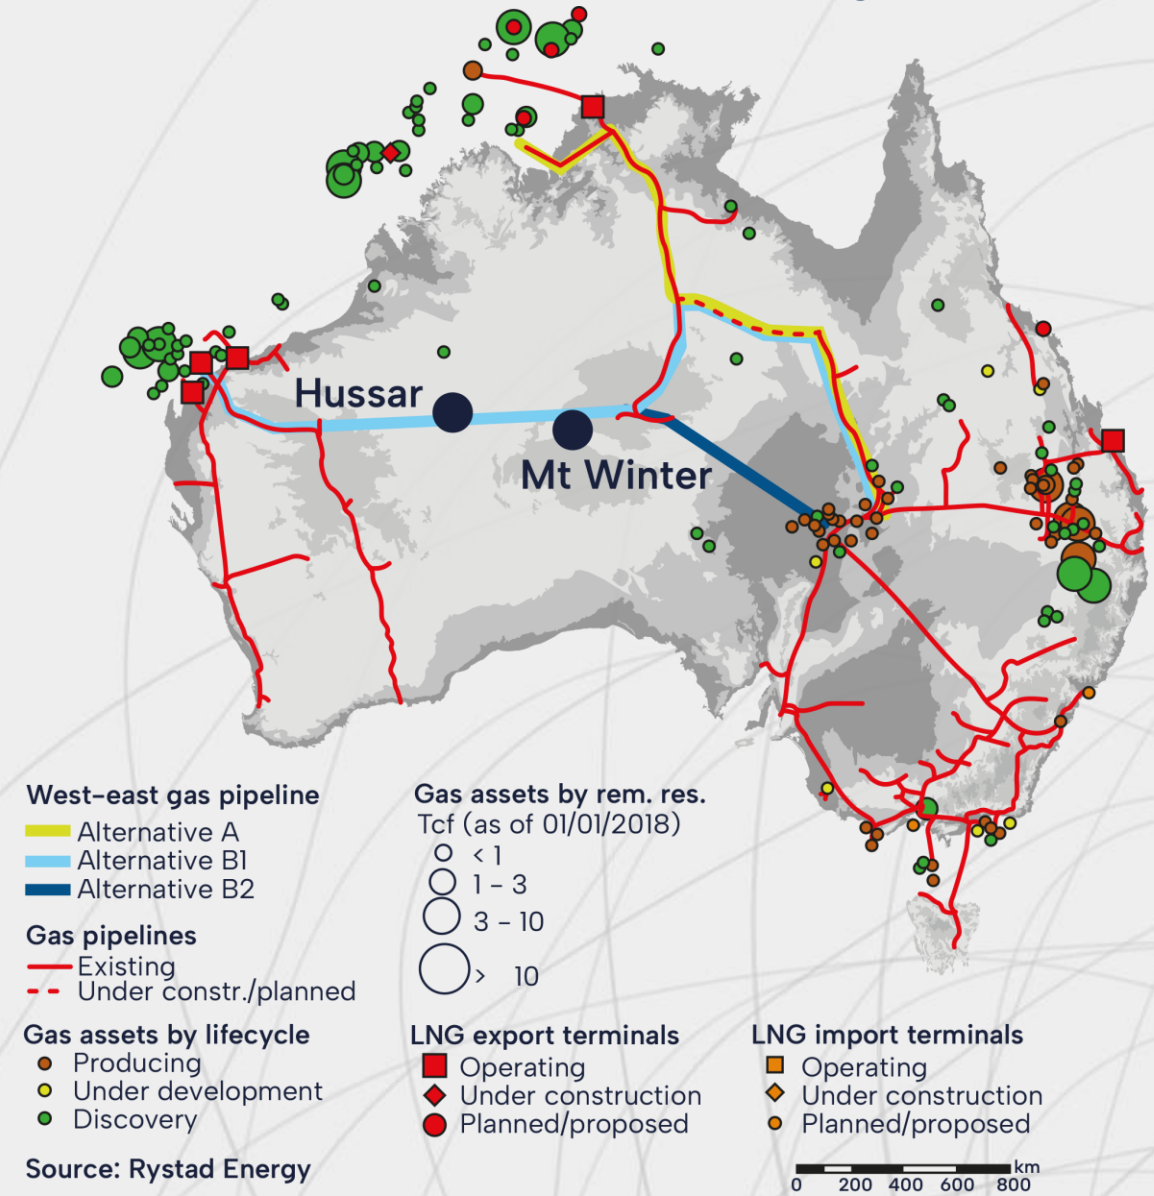 Hussar
Mt Winter
West-east gas pipeline
Alternative A
Alternative B1
Alternative B2
Gas pipelines
Existing
Under constr./planned
Gas assets by lifecycle
Producing
Under development
Discovery
Source: Rystad Energy
Gas assets by rem. res.
Tcf (as of 01/01/2018)
< 1
1 - 3
3 - 10
> 10
LNG export terminals
Operating
Under construction
Planned/proposed
LNG import terminals
Operating
Under construction
Planned/proposed
km
0 200 400 600 800